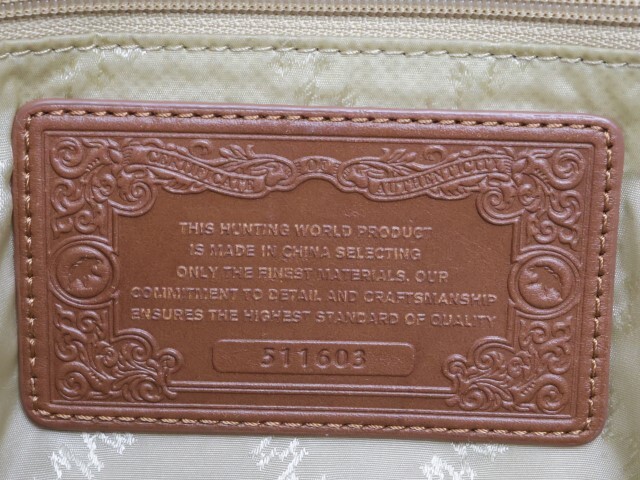 CERTIFICATE OF AUTHENTICITY
THIS HUNTING WORLD PRODUCT
IS MADE IN CHINA SELECTING
ONLY THE FINEST MATERIALS. OUR
COMMITMENT TO DETAIL AND CRAFTSMANSHIP
ENSURES THE HIGHEST STANDARD OF QUALITY
511603